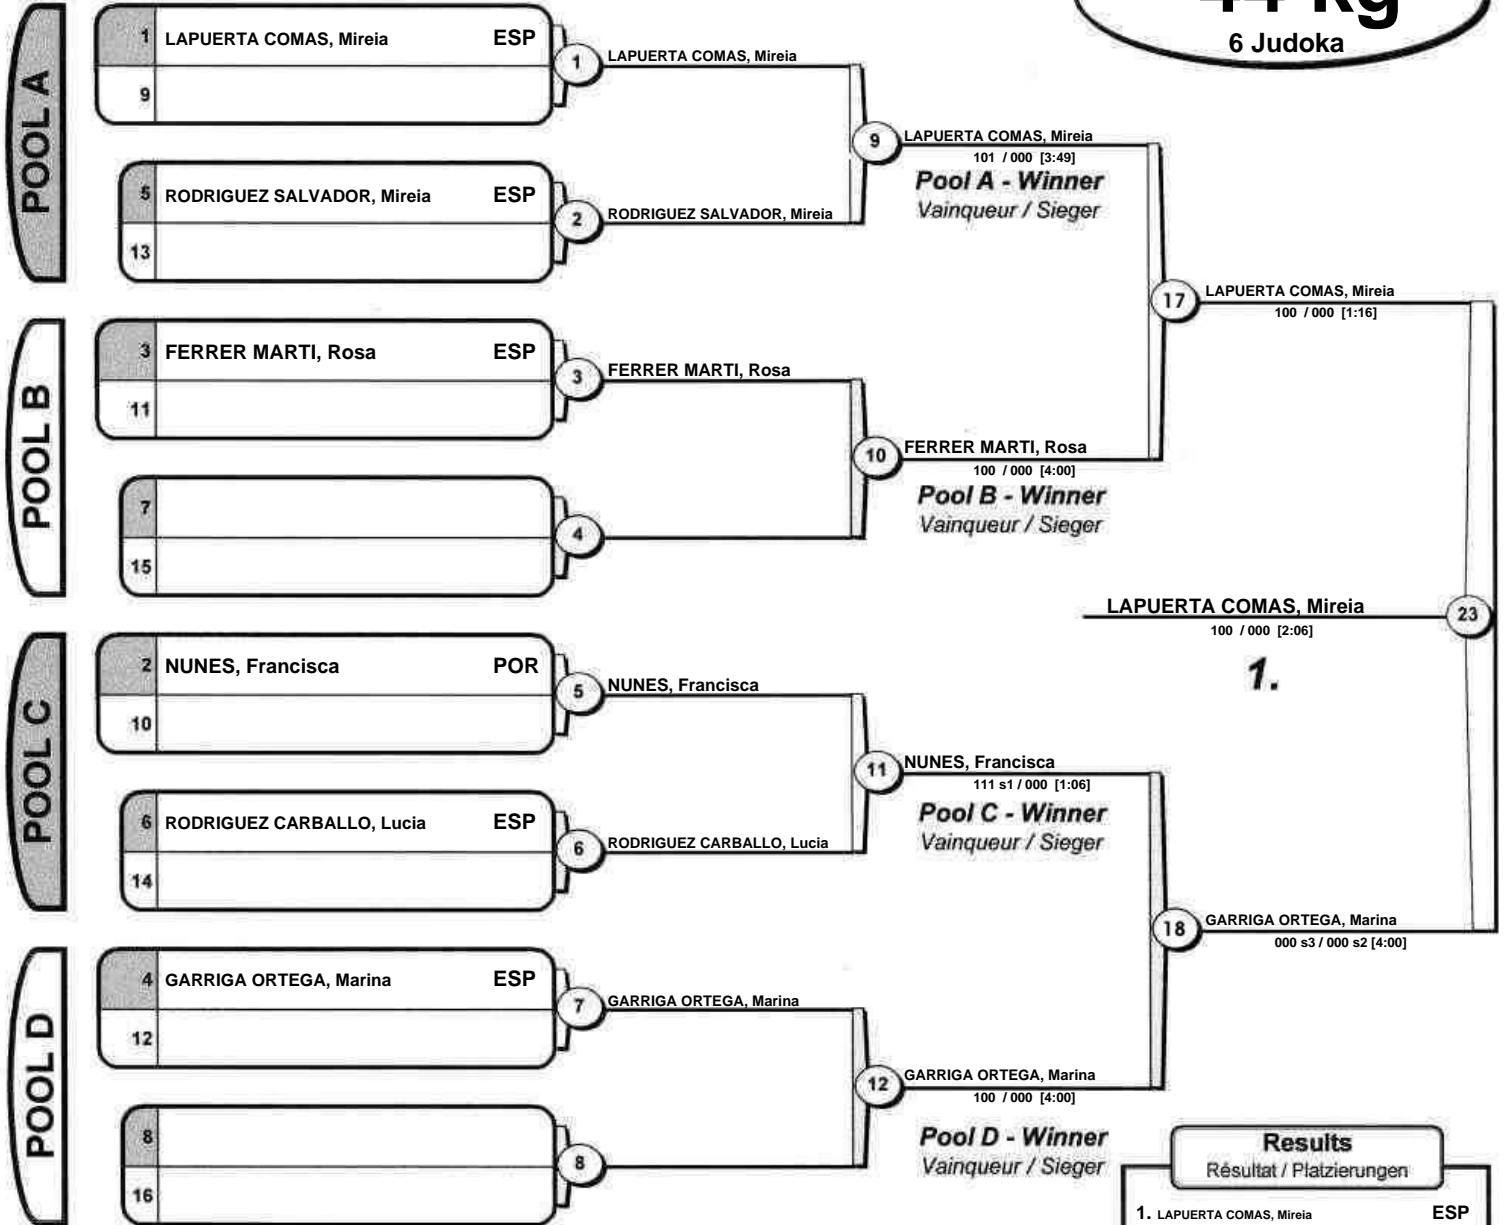 44 kg
6 Judoka
POOL A
1 LAPUERTA COMAS, Mireia ESP
9
1
LAPUERTA COMAS, Mireia
5 RODRIGUEZ SALVADOR, Mireia ESP
13
2
RODRIGUEZ SALVADOR, Mireia
9
LAPUERTA COMAS, Mireia
101 / 000 [3:49]
Pool A - Winner
Vainqueur / Sieger
POOL B
3 FERRER MARTI, Rosa ESP
11
3
FERRER MARTI, Rosa
7
15
4
10
FERRER MARTI, Rosa
100 / 000 [4:00]
Pool B - Winner
Vainqueur / Sieger
17
LAPUERTA COMAS, Mireia
100 / 000 [1:16]
LAPUERTA COMAS, Mireia
100 / 000 [2:06]
1.
23
POOL C
2 NUNES, Francisca POR
10
5
NUNES, Francisca
6 RODRIGUEZ CARBALLO, Lucia ESP
14
6
RODRIGUEZ CARBALLO, Lucia
11
NUNES, Francisca
111 s1 / 000 [1:06]
Pool C - Winner
Vainqueur / Sieger
POOL D
4 GARRIGA ORTEGA, Marina ESP
12
7
GARRIGA ORTEGA, Marina
8
16
8
12
GARRIGA ORTEGA, Marina
100 / 000 [4:00]
Pool D - Winner
Vainqueur / Sieger
18
GARRIGA ORTEGA, Marina
000 s3 / 000 s2 [4:00]
Results
Résultat / Platzierungen
1. LAPUERTA COMAS, Mireia ESP